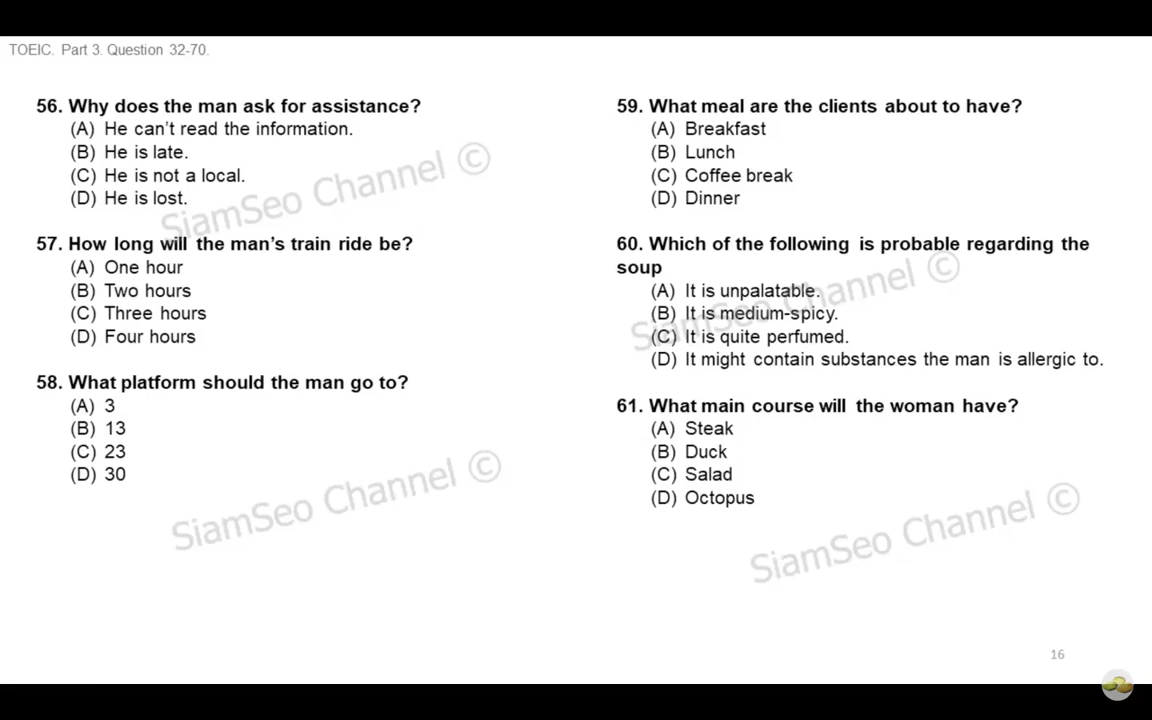 TOEIC. Part 3. Question 32-70.
56. Why does the man ask for assistance?
(A) He can't read the information.
(B) He is late.
(C) He is not a local.
(D) He is lost.
57. How long will the man's train ride be?
(A) One hour
(B) Two hours
(C) Three hours
(D) Four hours
58. What platform should the man go to?
(A) 3
(B) 13
(C) 23
(D) 30
SiamSeo Channel ©
SiamSeo Channel ©
59. What meal are the clients about to have?
(A) Breakfast
(B) Lunch
(C) Coffee break
(D) Dinner
60. Which of the following is probable regarding the
soup
(A) It is unpalatable.
(B) It is medium-spicy.
(C) It is quite perfumed.
(D) It might contain substances the man is allergic to.
61. What main course will the woman have?
(A) Steak
(B) Duck
(C) Salad
(D) Octopus
SiamSeo Channel ©
SiamSeo Channel ©
16